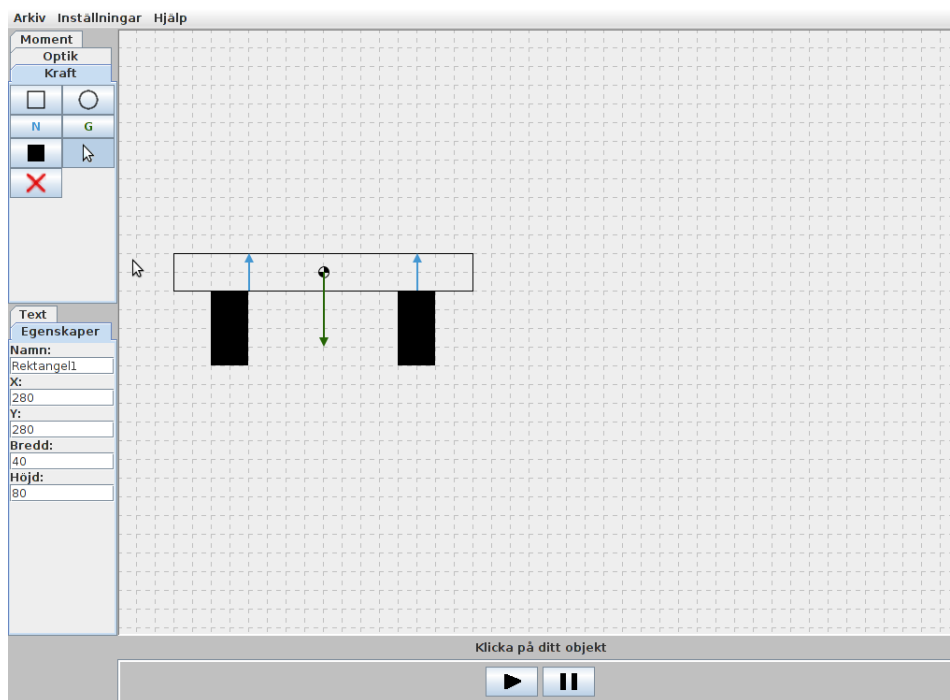 Arkiv Inställningar Hjälp
Moment
Optik
Kraft
N G
Text
Egenskaper
Namn:
Rektangel1
X:
280
Y:
280
Bredd:
40
Höjd:
80
Klicka på ditt objekt